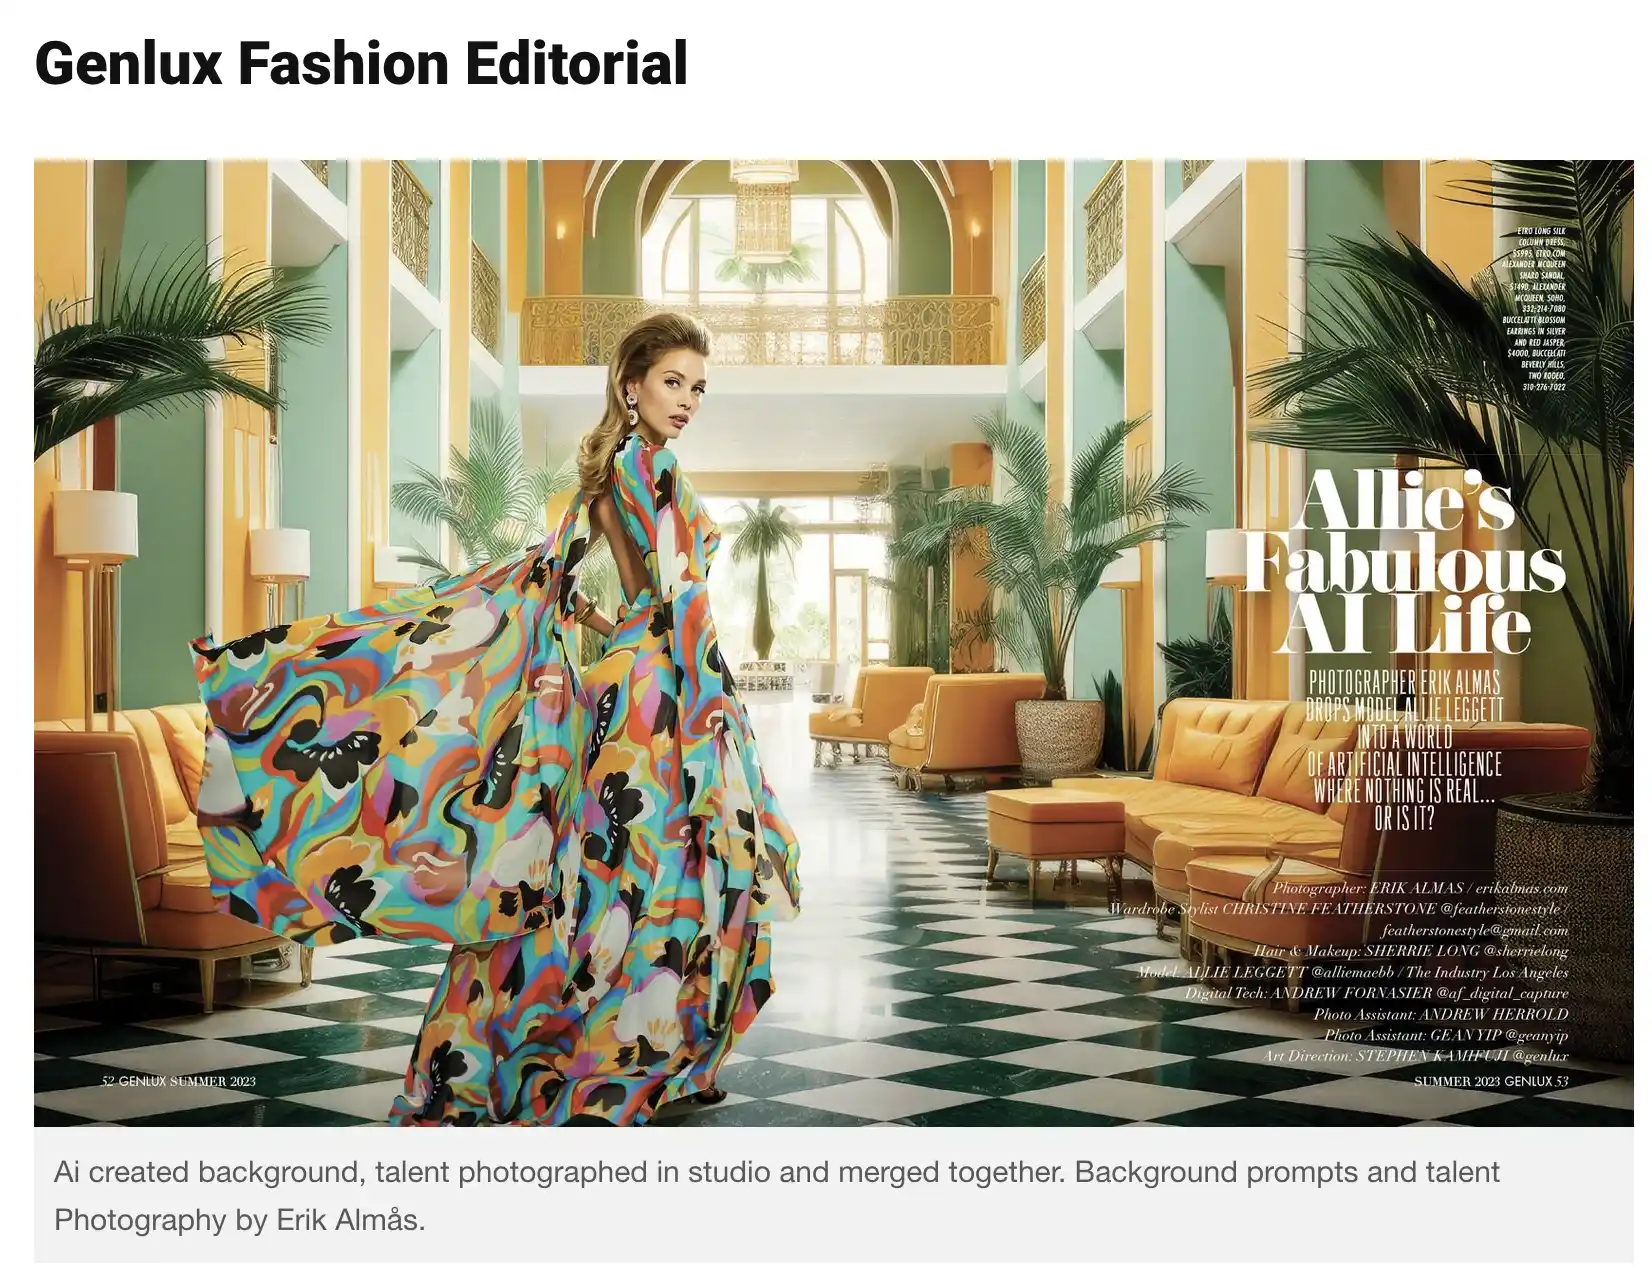 Genlux Fashion Editorial
ETRO LONG SILK
COLUMN DRESS,
$5995, ETRO.COM
ALEXANDER MCQUEEN
SHARD SANDAL,
$1490, ALEXANDER
MCQUEEN, SOHO,
332-214-7080
BUCCELATTI BLOSSOM
EARRINGS IN SILVER
AND RED JASPER,
$4000, BUCCELLATI
BEVERLY HILLS,
TWO RODEO,
310-276-7022
Allie's
Fabulous
AI Life
PHOTOGRAPHER ERIK ALMAS
DROPS MODEL ALLIE LEGGETT
INTO A WORLD
OF ARTIFICIAL INTELLIGENCE
WHERE NOTHING IS REAL...
OR IS IT?
Photographer: ERIK ALMAS / erikalmas.com
Wardrobe Stylist CHRISTINE FEATHERSTONE @featherstonestyle /
featherstonestyle@gmail.com
Hair & Makeup: SHERRIE LONG @sherrielong
Model: ALLIE LEGGETT @alliemaebb / The Industry Los Angeles
Digital Tech: ANDREW FORNASIER @af_digital_capture
Photo Assistant: ANDREW HERROLD
Photo Assistant: GEAN YIP @geanyip
Art Direction: STEPHEN KAMIFUJI @genlux
52 GENLUX SUMMER 2023
SUMMER 2023 GENLUX 53
Ai created background, talent photographed in studio and merged together. Background prompts and talent
Photography by Erik Almås.